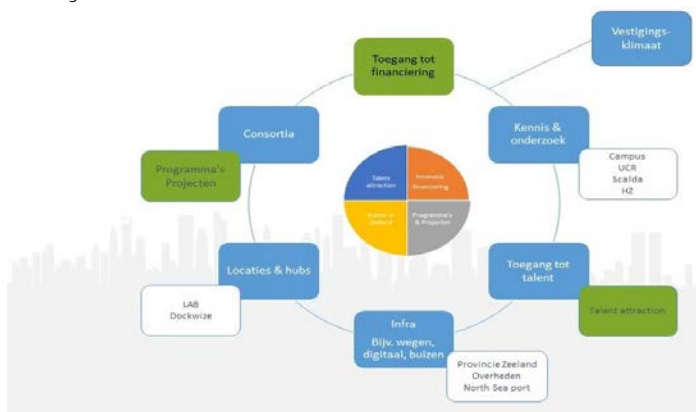 Vestigings-
klimaat
Toegang tot
financiering
Consortia
Kennis &
onderzoek
Programma's
Projecten
Campus
UCR
Scalda
HZ
Talent
attraction
Innovatie
financiering
Zeeland
Programma's
& Projecten
Locaties & hubs
Toegang tot
talent
LAB
Dockwize
Talent attraction
Infra
Bijv. wegen,
digitaal, buizen
Provincie Zeeland
Overheden
North Sea port